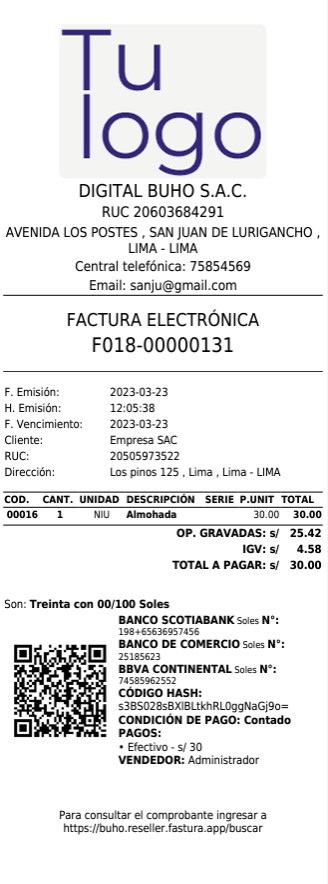 Tu
logo
DIGITAL BUHO S.A.C.
RUC 20603684291
AVENIDA LOS POSTES , SAN JUAN DE LURIGANCHO ,
LIMA - LIMA
Central telefónica: 75854569
Email: sanju@gmail.com
FACTURA ELECTRÓNICA
F018-00000131
F. Emisión: 2023-03-23
H. Emisión: 12:05:38
F. Vencimiento: 2023-03-23
Cliente: Empresa SAC
RUC: 20505973522
Dirección: Los pinos 125 , Lima , Lima - LIMA
COD. CANT. UNIDAD DESCRIPCIÓN SERIE P.UNIT TOTAL
00016 1 NIU Almohada 30.00 30.00
OP. GRAVADAS: s/ 25.42
IGV: s/ 4.58
TOTAL A PAGAR: s/ 30.00
Son: Treinta con 00/100 Soles
BANCO SCOTIABANK Soles N°:
198+65636957456
BANCO DE COMERCIO Soles N°:
25185623
BBVA CONTINENTAL Soles N°:
74585962552
CÓDIGO HASH:
s3BS028sBXlBLtkhRL0ggNaGj9o=
CONDICIÓN DE PAGO: Contado
PAGOS:
• Efectivo - s/ 30
VENDEDOR: Administrador
Para consultar el comprobante ingresar a
https://buho.reseller.fastura.app/buscar